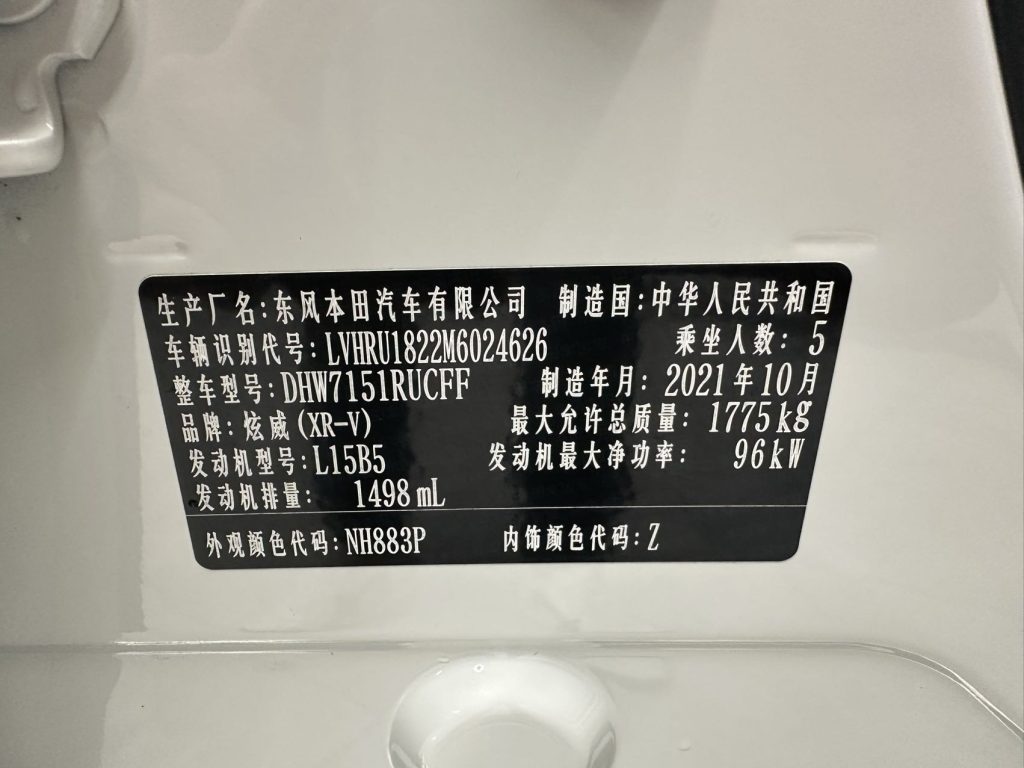 生产厂名:东风本田汽车有限公司 制造国:中华人民共和国
车辆识别代号:LVHRU1822M6024626 乘坐人数: 5
整车型号:DHW7151RUCFF 制造年月: 2021年10月
品牌: 炫威(XR-V) 最大允许总质量: 1775kg
发动机型号:L15B5 发动机最大净功率: 96kW
发动机排量: 1498mL
外观颜色代码:NH883P 内饰颜色代码:Z